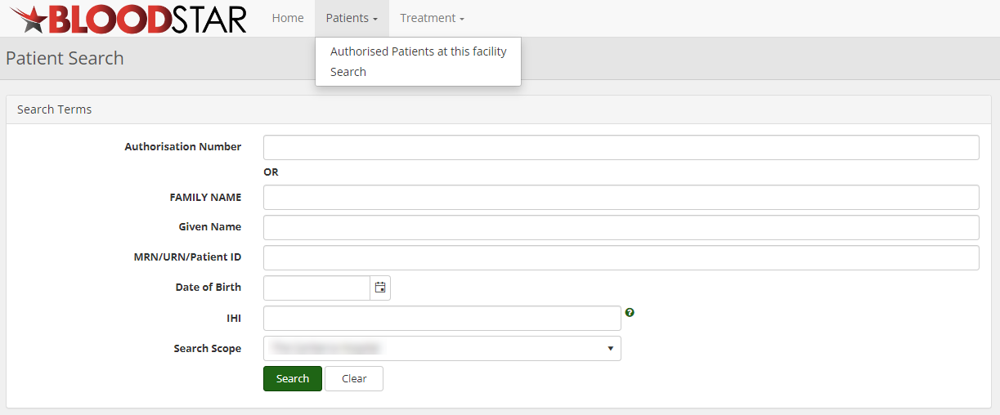 BLOODSTAR
Home
Patients
Treatment
Authorised Patients at this facility
Search
Patient Search
Search Terms
Authorisation Number
OR
FAMILY NAME
Given Name
MRN/URN/Patient ID
Date of Birth
IHI
?
Search Scope
Search
Clear